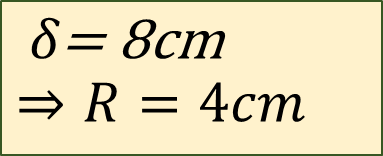 δ = 8cm
⇒ R = 4cm